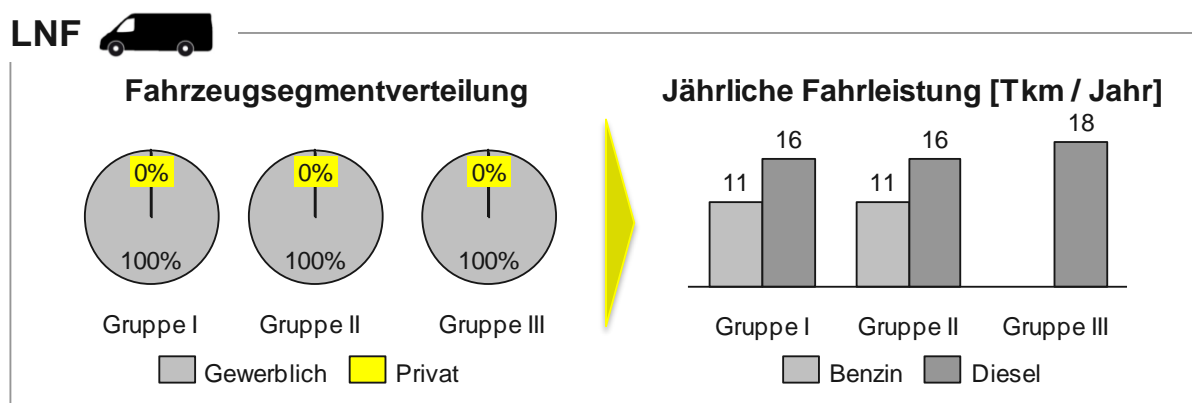 LNF
Fahrzeugsegmentverteilung
0% 0% 0%
100% 100% 100%
Gruppe I Gruppe II Gruppe III
Gewerblich Privat
Jährliche Fahrleistung [Tkm / Jahr]
11 16 11 16 18
Gruppe I Gruppe II Gruppe III
Benzin Diesel